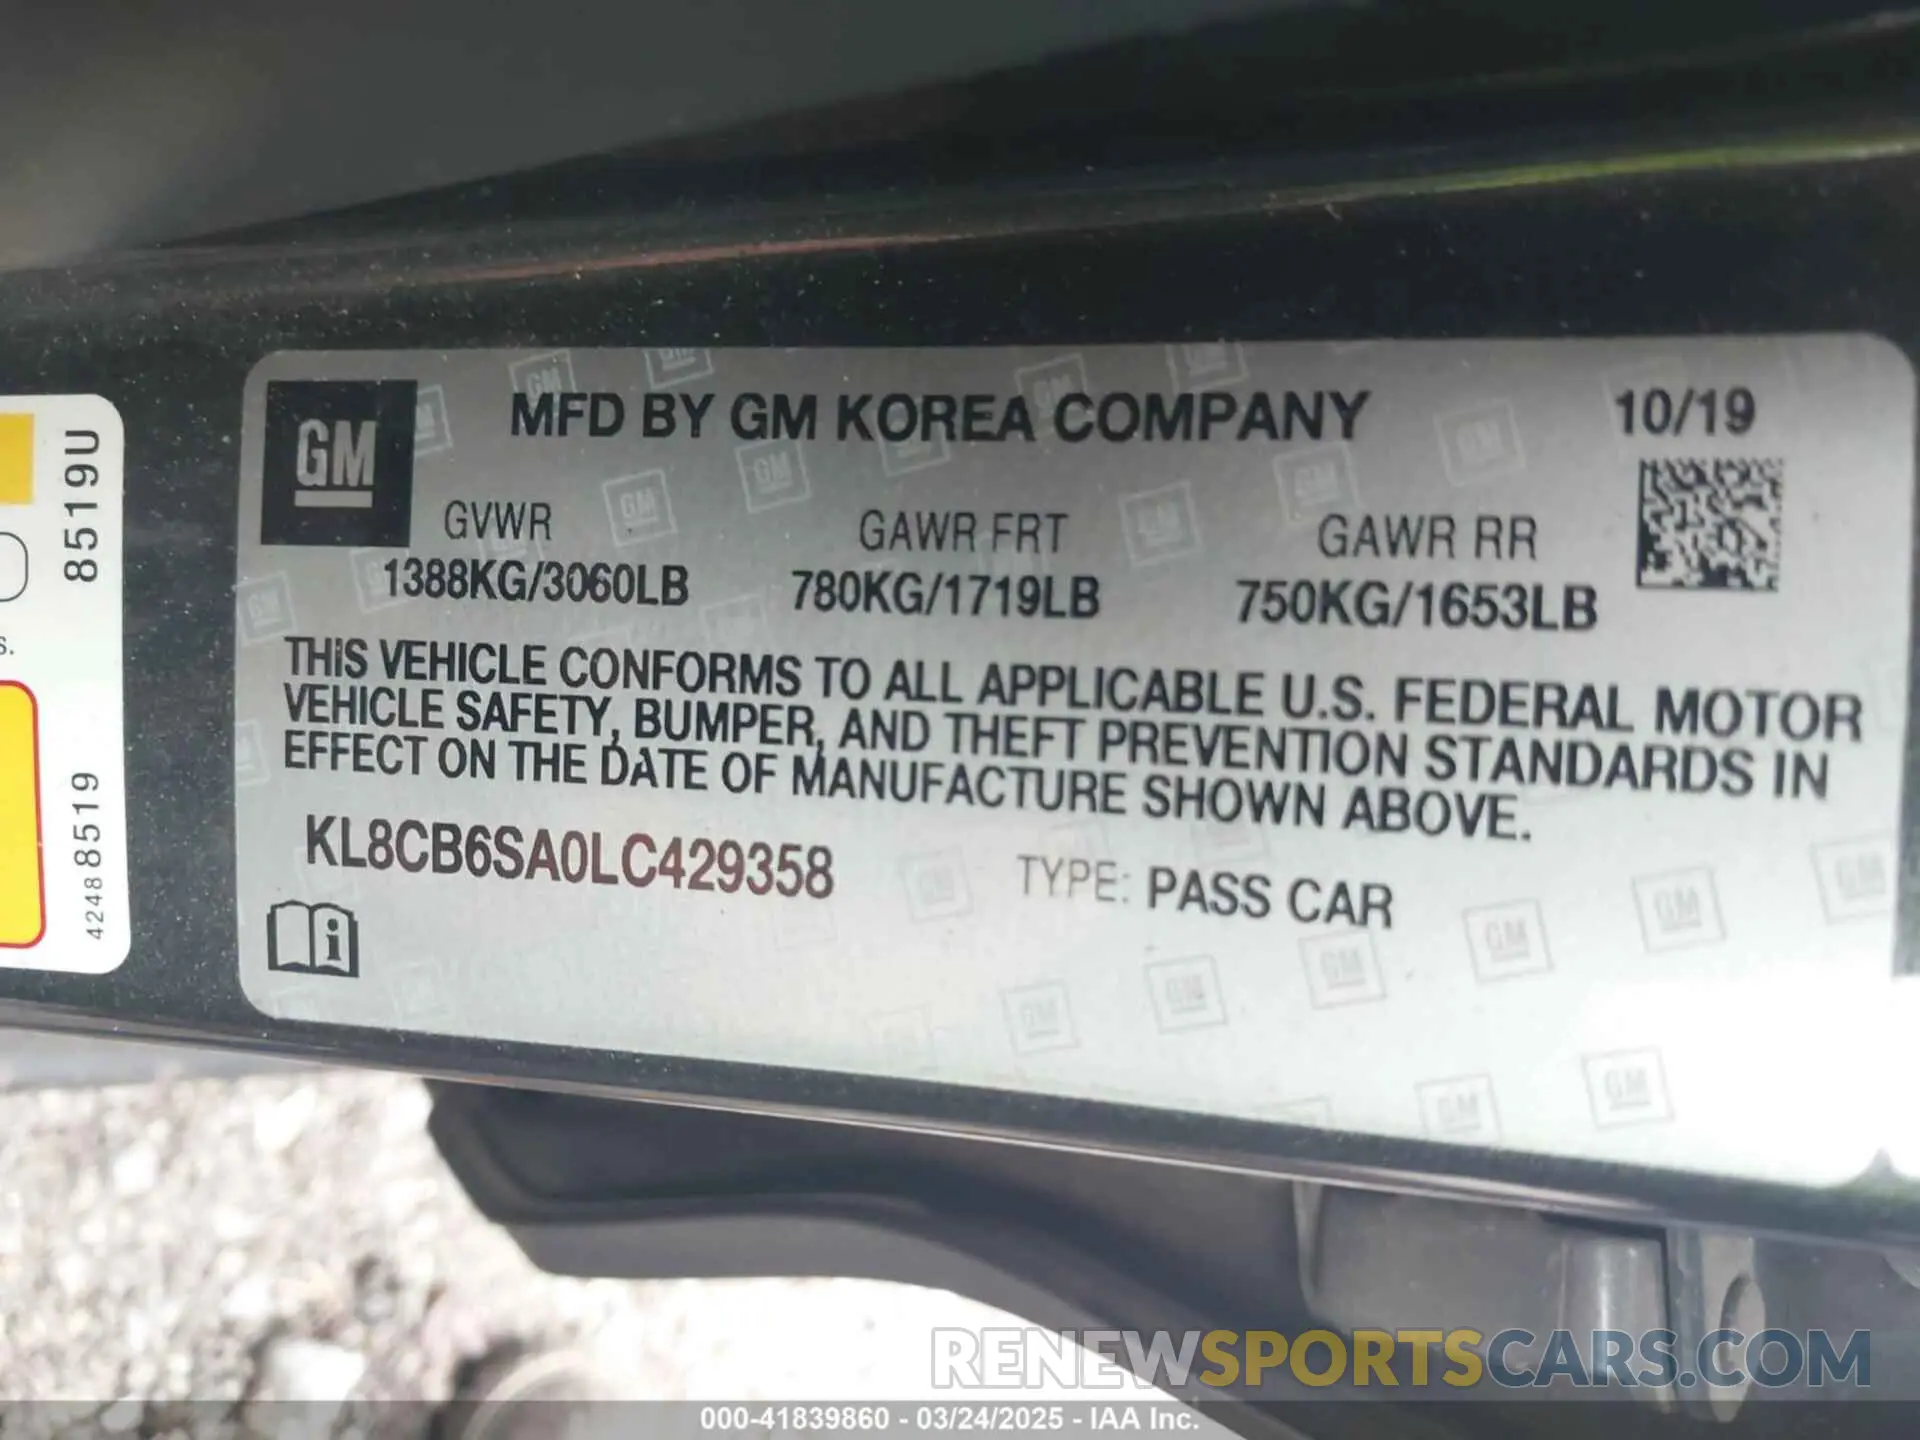 GM
MFD BY GM KOREA COMPANY
10/19
GVWR
GAWR FRT
GAWR RR
1388KG/3060LB
780KG/1719LB
750KG/1653LB
THIS VEHICLE CONFORMS TO ALL APPLICABLE U.S. FEDERAL MOTOR
VEHICLE SAFETY, BUMPER, AND THEFT PREVENTION STANDARDS IN
EFFECT ON THE DATE OF MANUFACTURE SHOWN ABOVE.
KL8CB6SA0LC429358
TYPE: PASS CAR
8519U
42488519
s.
RENEWSPORTSCARS.COM
000-41839860 - 03/24/2025 - IAA Inc.